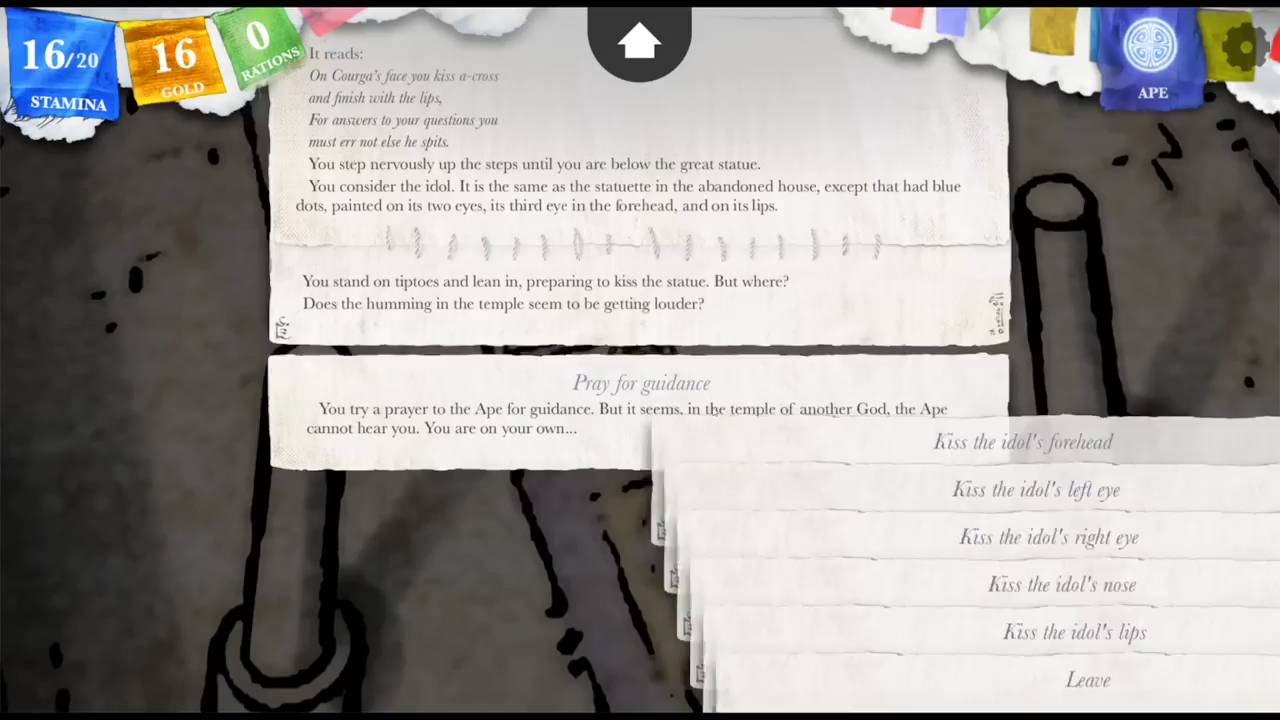 16/20
STAMINA
16
GOLD
0
RATIONS
APE
It reads:
On Courga's face you kiss a-cross
and finish with the lips,
For answers to your questions you
must err not else he spits.
You step nervously up the steps until you are below the great statue.
You consider the idol. It is the same as the statuette in the abandoned house, except that had blue
dots, painted on its two eyes, its third eye in the forehead, and on its lips.
You stand on tiptoes and lean in, preparing to kiss the statue. But where?
Does the humming in the temple seem to be getting louder?
Pray for guidance
You try a prayer to the Ape for guidance. But it seems, in the temple of another God, the Ape
cannot hear you. You are on your own...
Kiss the idol's forehead
Kiss the idol's left eye
Kiss the idol's right eye
Kiss the idol's nose
Kiss the idol's lips
Leave